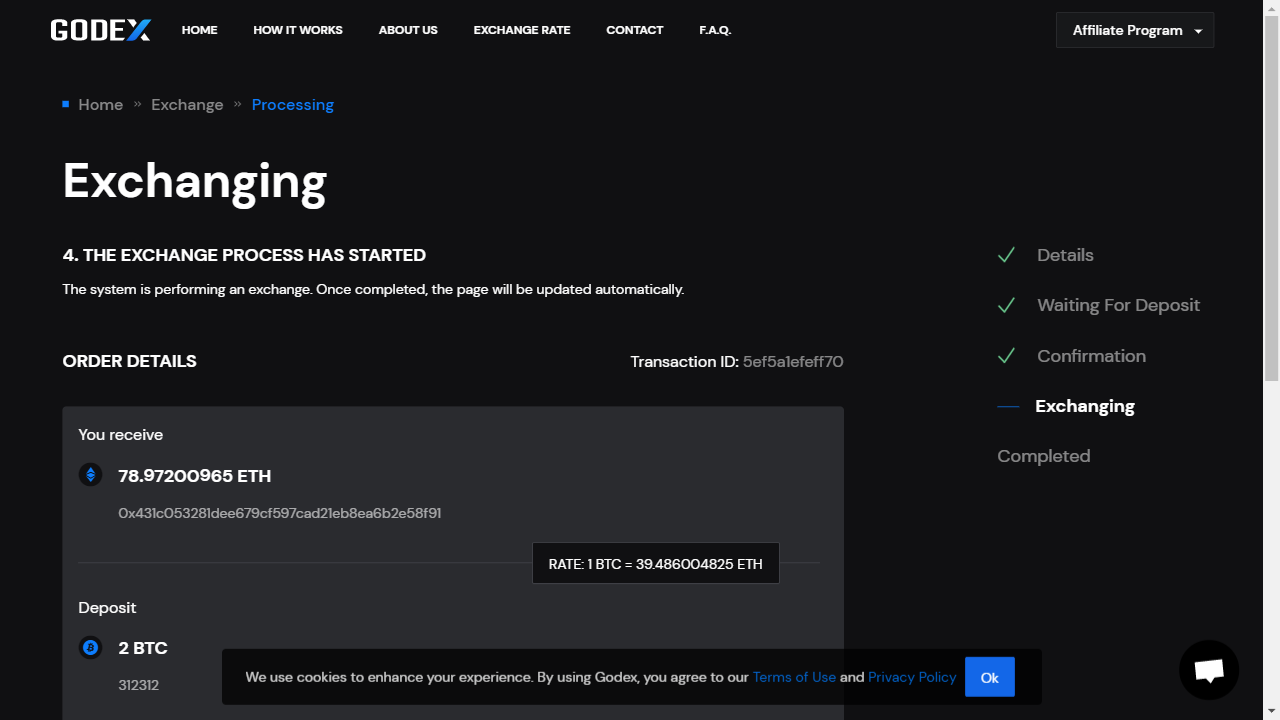 GODEX
HOME HOW IT WORKS ABOUT US EXCHANGE RATE CONTACT F.A.Q. Affiliate Program
Home » Exchange » Processing
Exchanging
4. THE EXCHANGE PROCESS HAS STARTED
The system is performing an exchange. Once completed, the page will be updated automatically.
ORDER DETAILS
Transaction ID: 5ef5a1efeff70
You receive
78.97200965 ETH
0x431c053281dee679cf597cad21eb8ea6b2e58f91
RATE: 1 BTC = 39.486004825 ETH
Deposit
2 BTC
312312
Details
Waiting For Deposit
Confirmation
Exchanging
Completed
We use cookies to enhance your experience. By using Godex, you agree to our Terms of Use and Privacy Policy
Ok